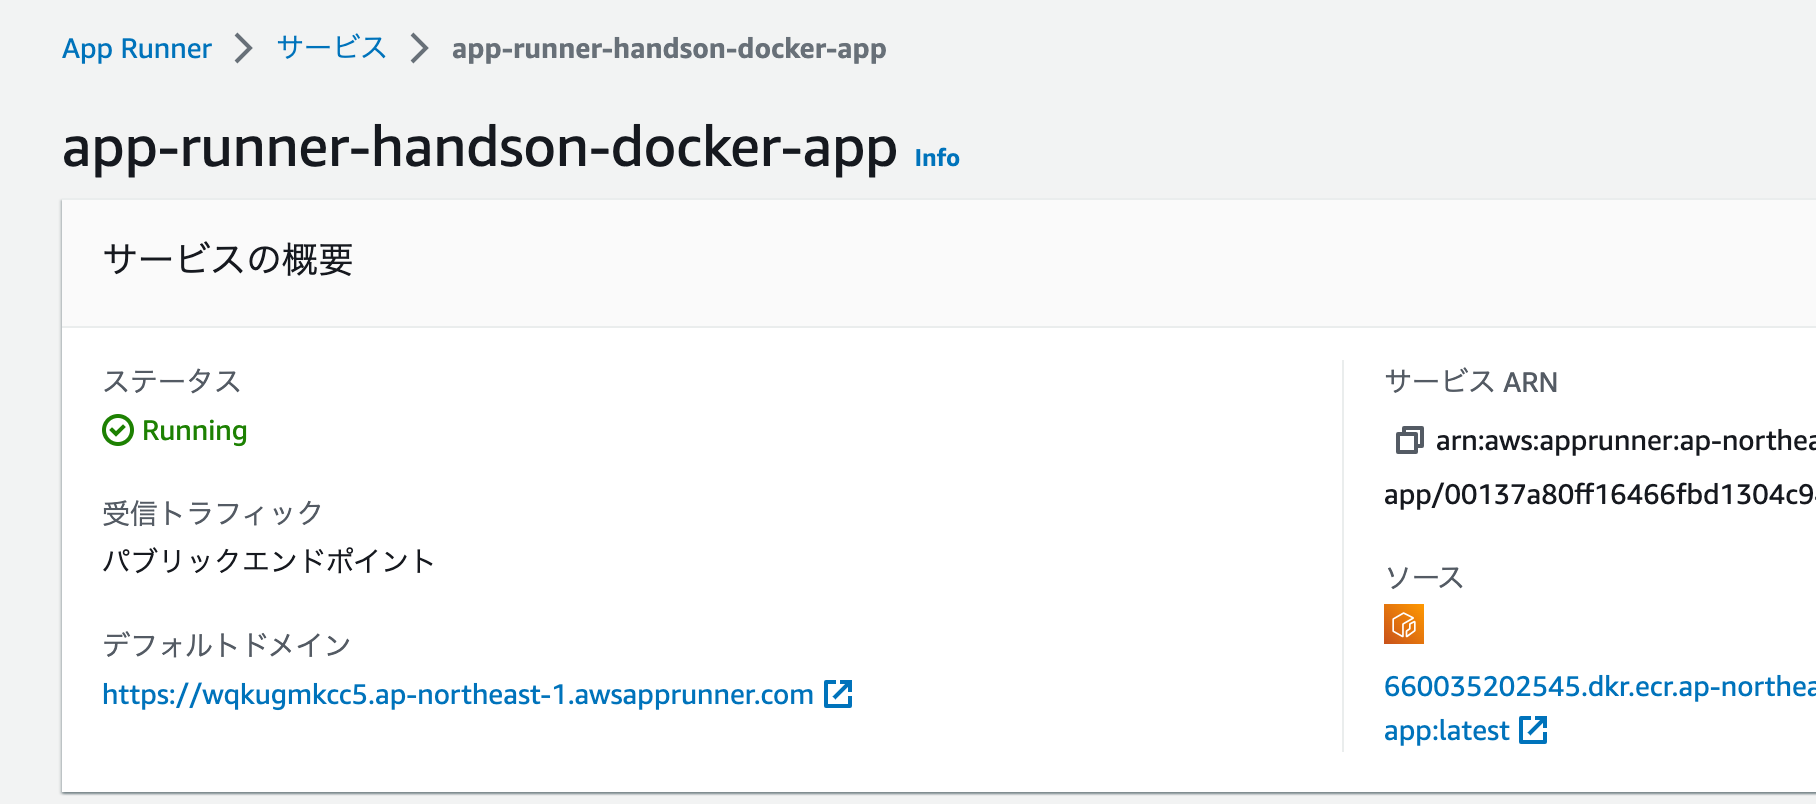 App Runner > サービス > app-runner-handson-docker-app
app-runner-handson-docker-app Info
サービスの概要
ステータス
Running
受信トラフィック
パブリックエンドポイント
デフォルトドメイン
https://wqkugmkcc5.ap-northeast-1.awsapprunner.com
サービス ARN
arn:aws:apprunner:ap-northea
app/00137a80ff16466fbd1304c9
ソース
660035202545.dkr.ecr.ap-northea
app:latest